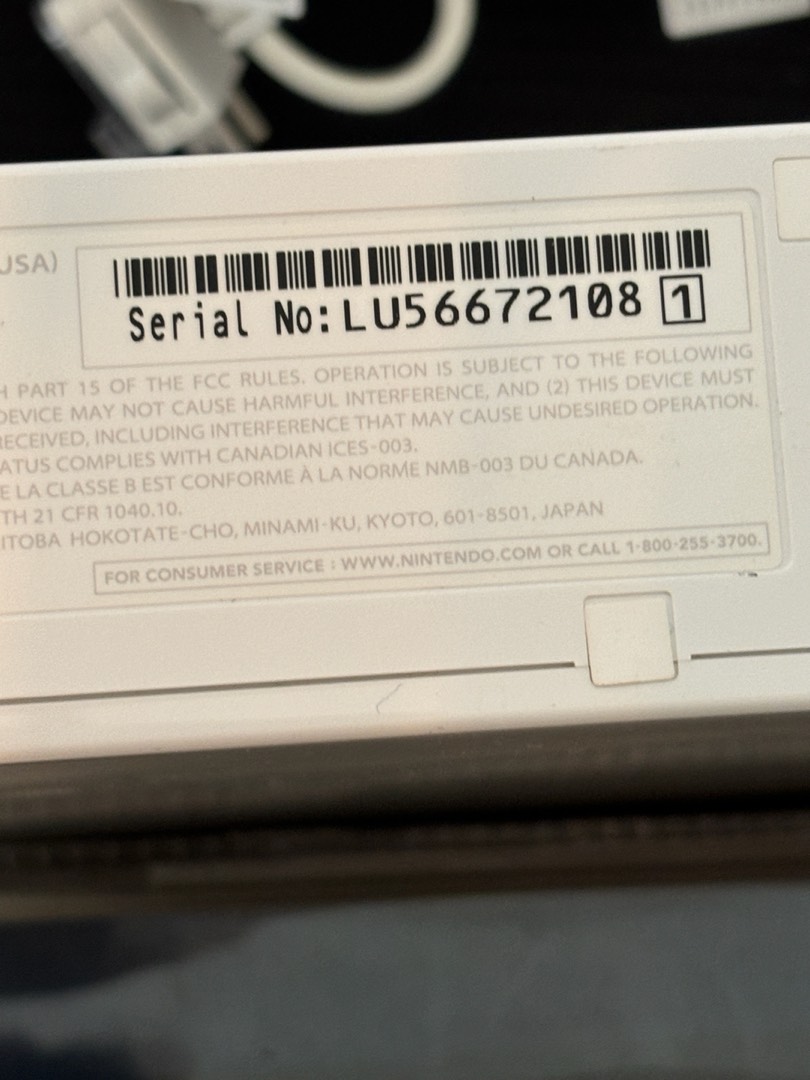 USA)
Serial No:LU56672108 1
H PART 15 OF THE FCC RULES. OPERATION IS SUBJECT TO THE FOLLOWING
DEVICE MAY NOT CAUSE HARMFUL INTERFERENCE, AND (2) THIS DEVICE MUST
RECEIVED, INCLUDING INTERFERENCE THAT MAY CAUSE UNDESIRED OPERATION.
ATUS COMPLIES WITH CANADIAN ICES-003.
E LA CLASSE B EST CONFORME À LA NORME NMB-003 DU CANADA.
TH 21 CFR 1040.10.
ITOBA HOKOTATE-CHO, MINAMI-KU, KYOTO, 601-8501, JAPAN
FOR CONSUMER SERVICE : WWW.NINTENDO.COM OR CALL 1-800-255-3700.